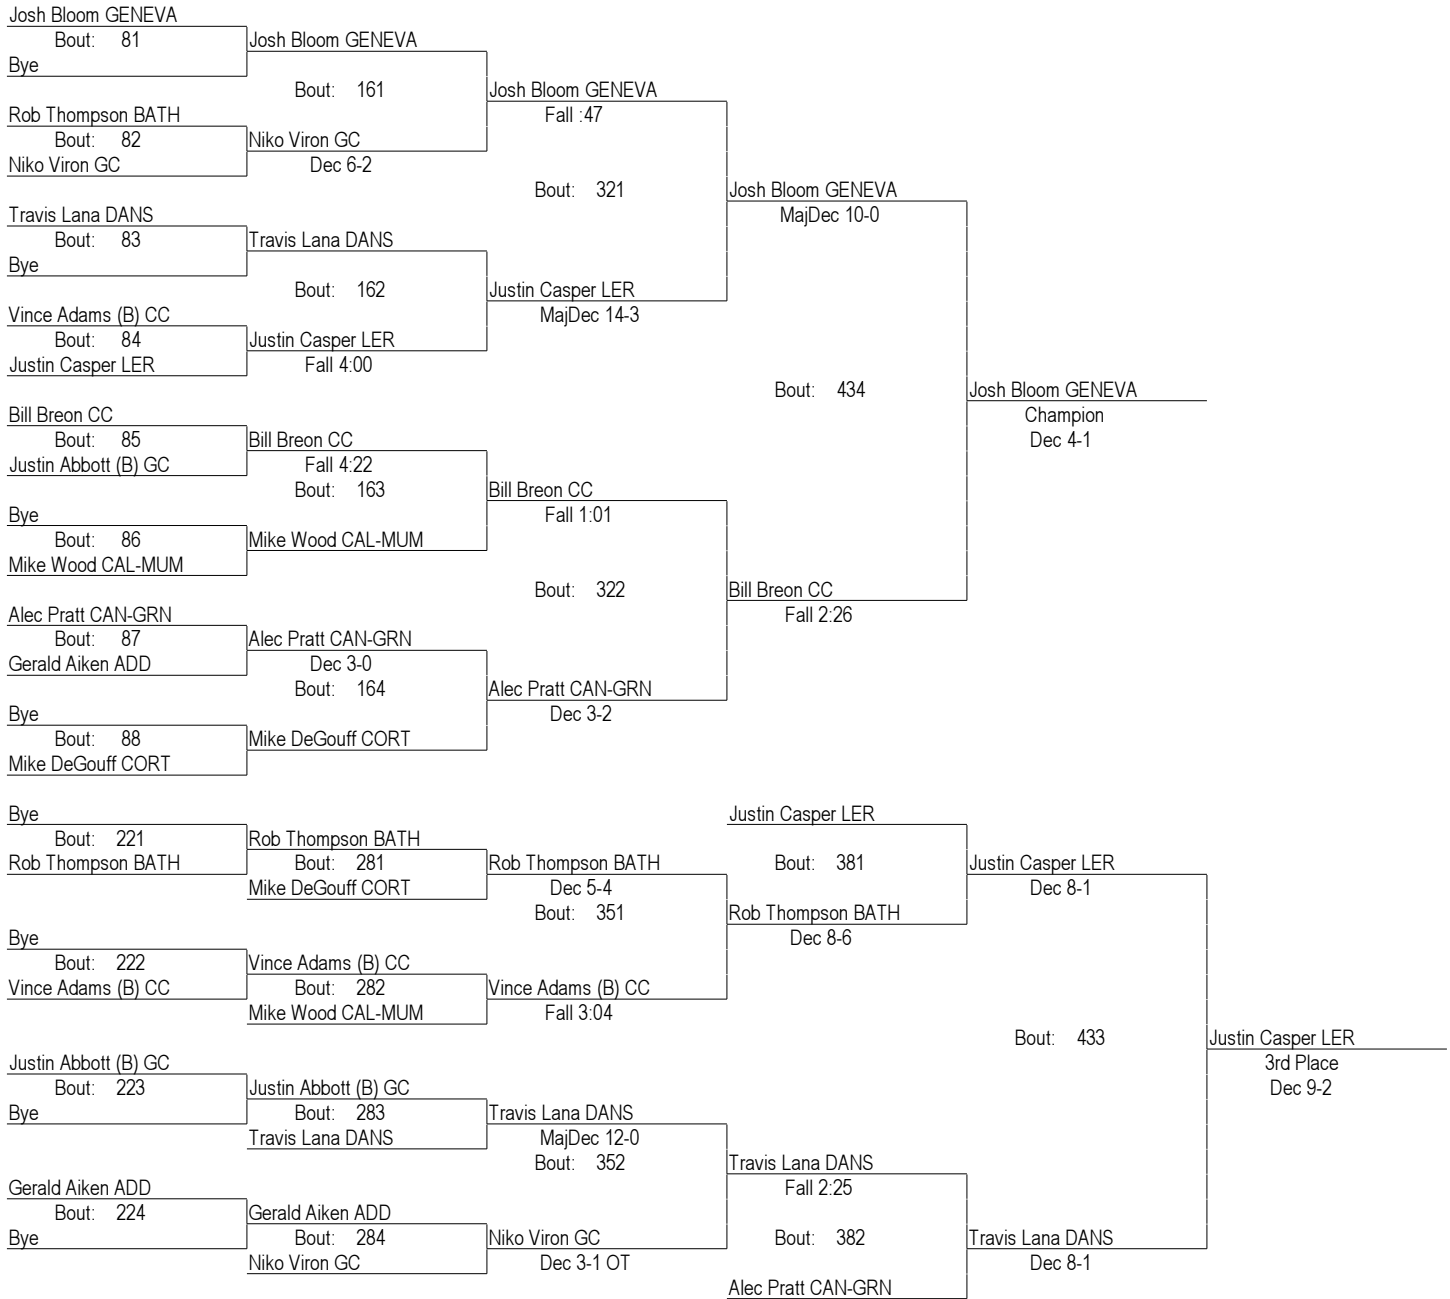 Josh Bloom GENEVA
Bout: 81
Josh Bloom GENEVA
Bye
Bout: 161
Josh Bloom GENEVA
Rob Thompson BATH
Fall :47
Bout: 82
Niko Viron GC
Niko Viron GC
Dec 6-2
Bout: 321
Josh Bloom GENEVA
Travis Lana DANS
MajDec 10-0
Bout: 83
Travis Lana DANS
Bye
Bout: 162
Justin Casper LER
Vince Adams (B) CC
MajDec 14-3
Bout: 84
Justin Casper LER
Justin Casper LER
Fall 4:00
Bout: 434
Josh Bloom GENEVA
Bill Breon CC
Champion
Bout: 85
Bill Breon CC
Dec 4-1
Justin Abbott (B) GC
Fall 4:22
Bout: 163
Bill Breon CC
Bye
Fall 1:01
Bout: 86
Mike Wood CAL-MUM
Mike Wood CAL-MUM
Bout: 322
Bill Breon CC
Alec Pratt CAN-GRN
Fall 2:26
Bout: 87
Alec Pratt CAN-GRN
Gerald Aiken ADD
Dec 3-0
Bout: 164
Alec Pratt CAN-GRN
Bye
Dec 3-2
Bout: 88
Mike DeGouff CORT
Mike DeGouff CORT
Bye
Justin Casper LER
Bout: 221
Rob Thompson BATH
Rob Thompson BATH
Bout: 281
Rob Thompson BATH
Bout: 381
Justin Casper LER
Mike DeGouff CORT
Dec 5-4
Dec 8-1
Bout: 351
Rob Thompson BATH
Bye
Dec 8-6
Bout: 222
Vince Adams (B) CC
Vince Adams (B) CC
Bout: 282
Vince Adams (B) CC
Mike Wood CAL-MUM
Fall 3:04
Bout: 433
Justin Casper LER
Justin Abbott (B) GC
3rd Place
Bout: 223
Justin Abbott (B) GC
Dec 9-2
Bye
Bout: 283
Travis Lana DANS
Travis Lana DANS
MajDec 12-0
Bout: 352
Travis Lana DANS
Gerald Aiken ADD
Fall 2:25
Bout: 224
Gerald Aiken ADD
Bye
Bout: 284
Niko Viron GC
Bout: 382
Travis Lana DANS
Niko Viron GC
Dec 3-1 OT
Dec 8-1
Alec Pratt CAN-GRN